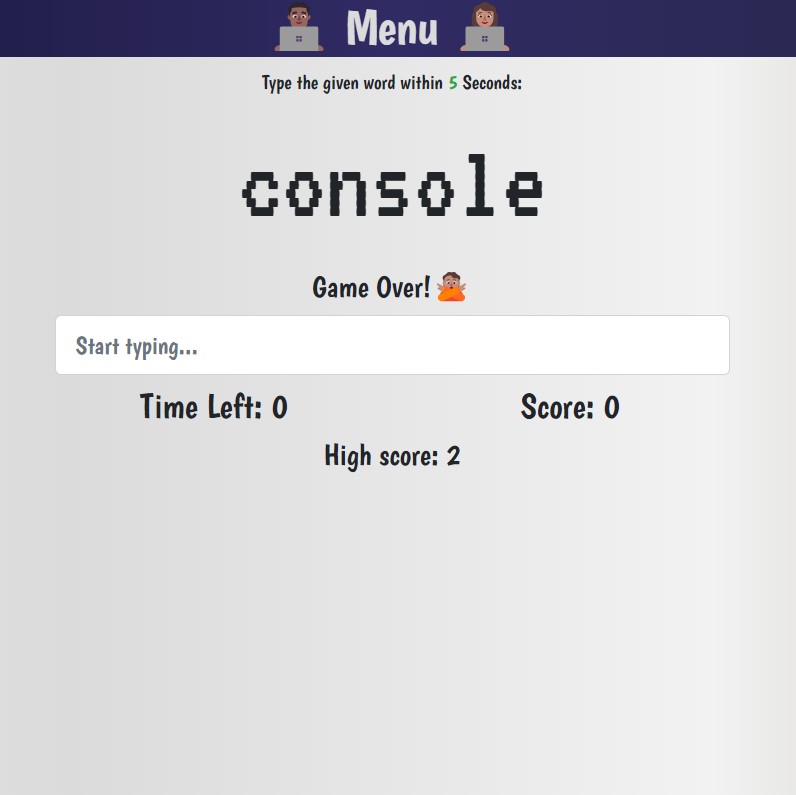 Menu
Type the given word within 5 Seconds:
console
Game Over!
Start typing...
Time Left: 0 Score: 0
High score: 2